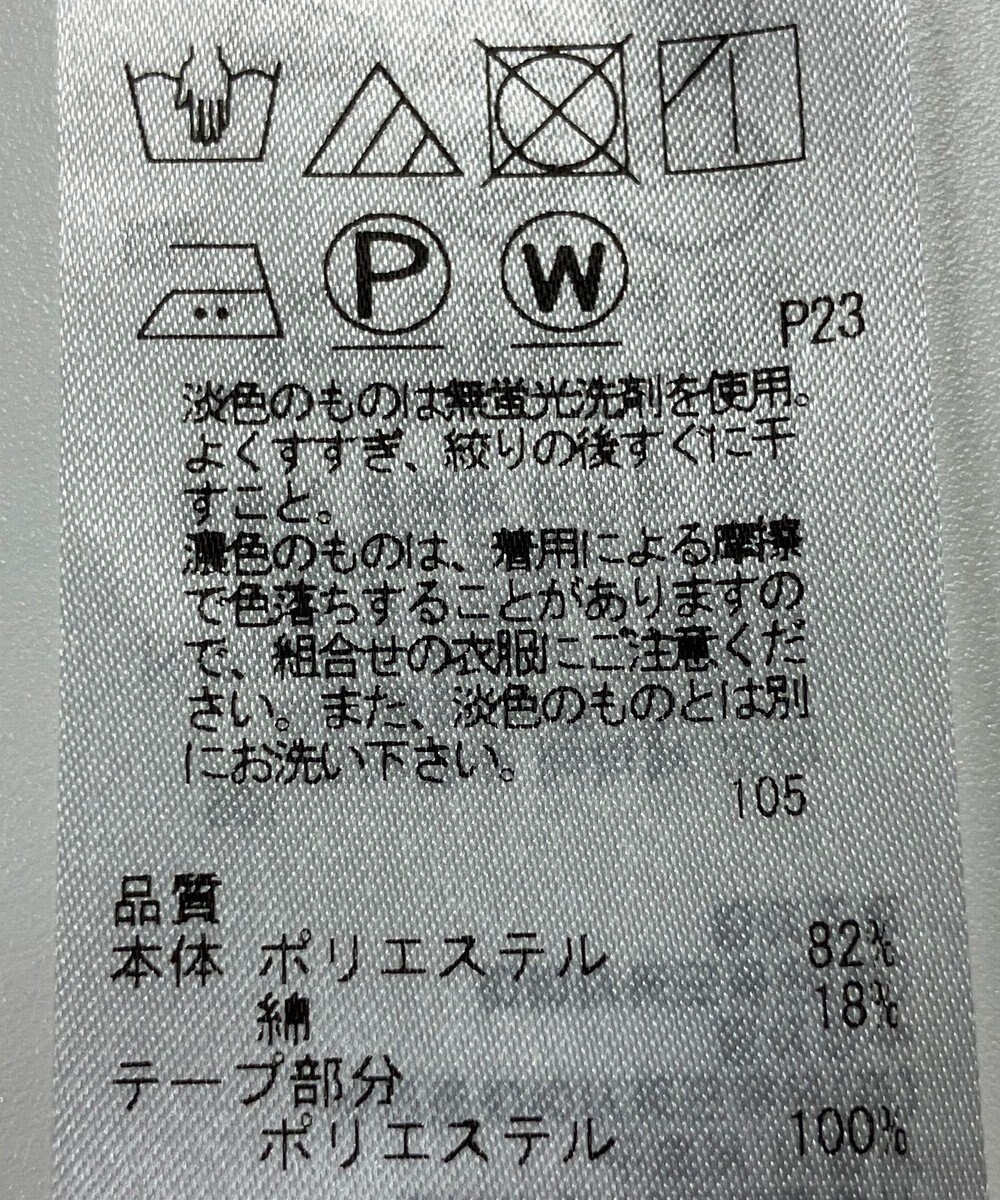 P
W
P23
淡色のものは無蛍光洗剤を使用。
よくすすぎ、絞りの後すぐに干
すこと。
濃色のものは、着用による摩擦
で色落ちすることがありますの
で、組合せの衣服にご注意くだ
さい。また、淡色のものとは別
にお洗い下さい。
105
品質
本体 ポリエステル 82%
綿 18%
テープ部分
ポリエステル 100%